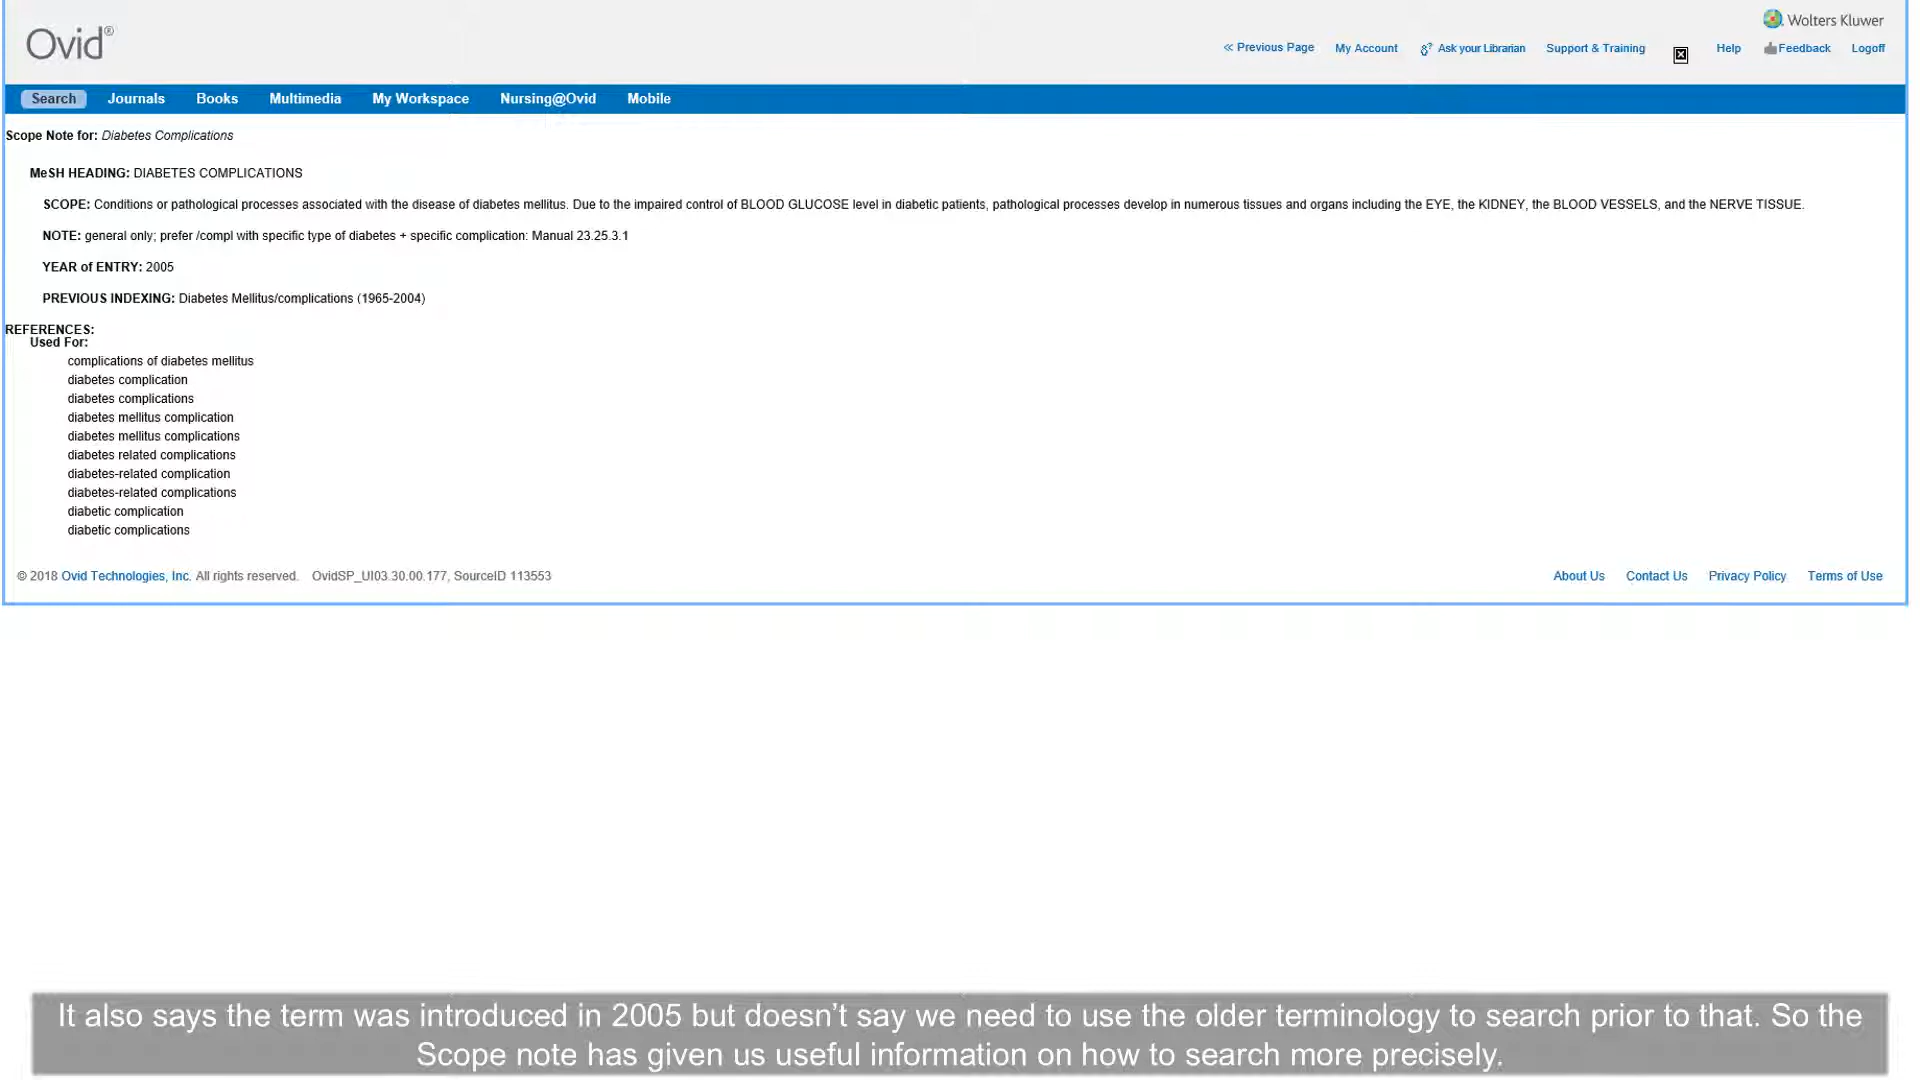 Ovid®
Wolters Kluwer
<< Previous Page My Account Ask your Librarian Support & Training Help Feedback Logoff
Search Journals Books Multimedia My Workspace Nursing@Ovid Mobile
Scope Note for: Diabetes Complications
MeSH HEADING: DIABETES COMPLICATIONS
SCOPE: Conditions or pathological processes associated with the disease of diabetes mellitus. Due to the impaired control of BLOOD GLUCOSE level in diabetic patients, pathological processes develop in numerous tissues and organs including the EYE, the KIDNEY, the BLOOD VESSELS, and the NERVE TISSUE.
NOTE: general only; prefer /compl with specific type of diabetes + specific complication: Manual 23.25.3.1
YEAR of ENTRY: 2005
PREVIOUS INDEXING: Diabetes Mellitus/complications (1965-2004)
REFERENCES:
Used For:
complications of diabetes mellitus
diabetes complication
diabetes complications
diabetes mellitus complication
diabetes mellitus complications
diabetes related complications
diabetes-related complication
diabetes-related complications
diabetic complication
diabetic complications
© 2018 Ovid Technologies, Inc. All rights reserved. OvidSP_UI03.30.00.177, SourceID 113553
About Us Contact Us Privacy Policy Terms of Use
It also says the term was introduced in 2005 but doesn't say we need to use the older terminology to search prior to that. So the
Scope note has given us useful information on how to search more precisely.